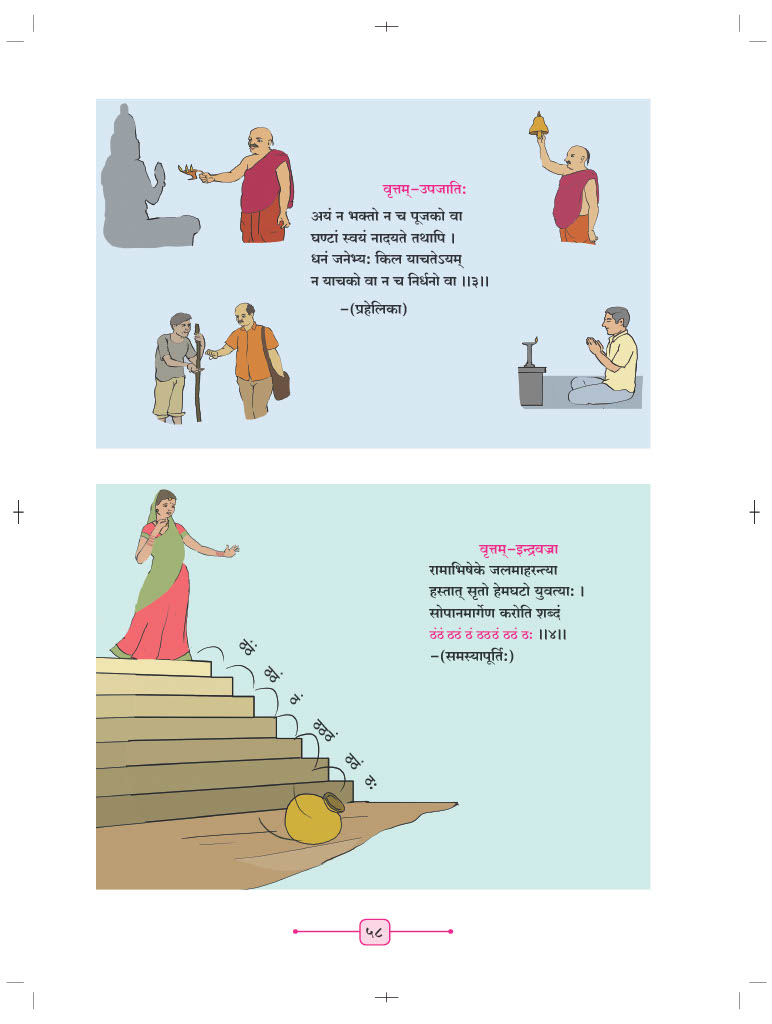 वृत्तम्-उपजातिः
अयं न भक्तो न च पूजको वा
घण्टां स्वयं नादयते तथापि ।
धनं जनेभ्यः किल याचतेऽयम्
न याचको वा न च निर्धनो वा ॥३॥
-(प्रहेलिका)
वृत्तम्-इन्द्रवज्रा
रामाभिषेके जलमाहरन्त्या
हस्तात् सृतो हेमघटो युवत्याः ।
सोपानमार्गेण करोति शब्दं
ठंठं ठठं ठं ठठठं ठठं ठः ॥४॥
-(समस्यापूर्तिः)
ठंठं
ठठं
ठं
ठठठं
ठठं
ठः
५८